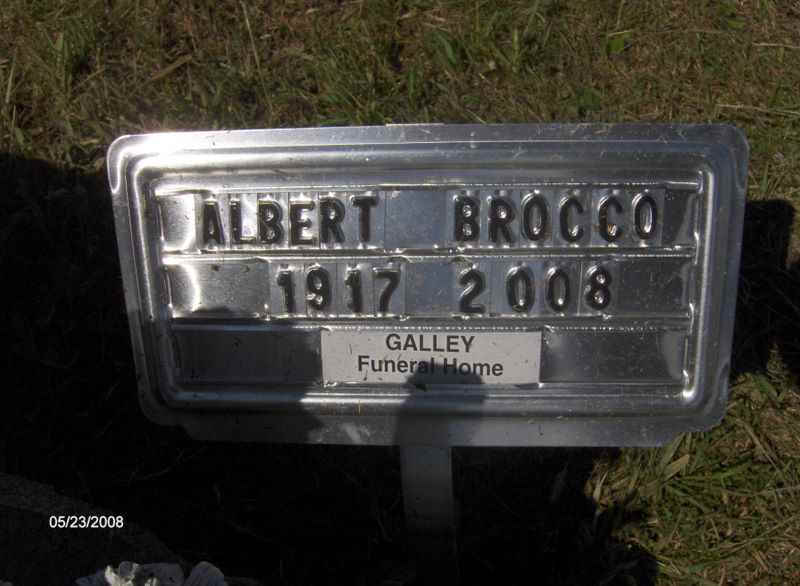 ALBERT BROCCO
1917 2008
GALLEY
Funeral Home
05/23/2008